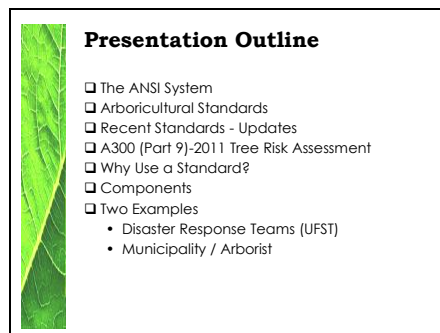 Presentation Outline
❑ The ANSI System
❑ Arboricultural Standards
❑ Recent Standards - Updates
❑ A300 (Part 9)-2011 Tree Risk Assessment
❑ Why Use a Standard?
❑ Components
❑ Two Examples
• Disaster Response Teams (UFST)
• Municipality / Arborist